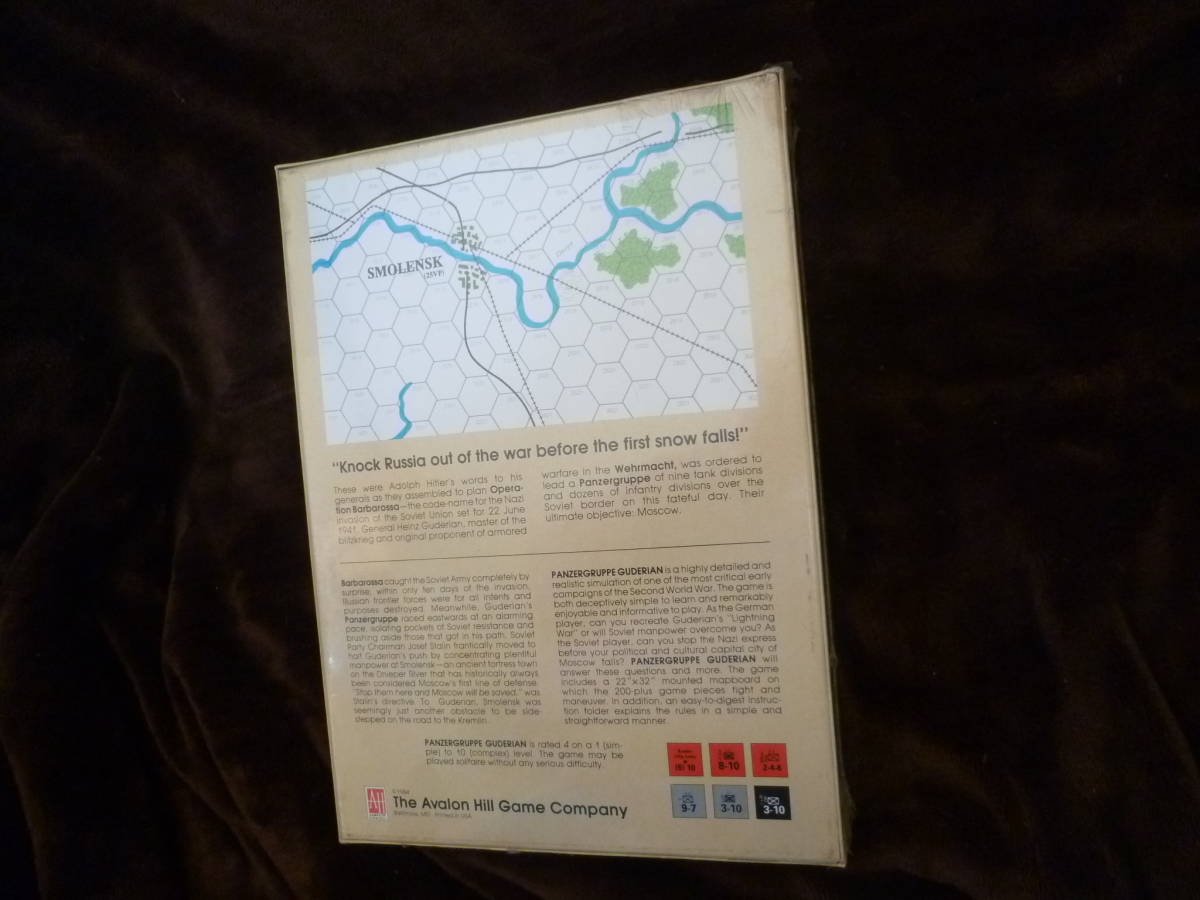 SMOLENSK
(25VP)
"Knock Russia out of the war before the first snow falls!"
These were Adolph Hitler's words to his
generals as they assembled to plan Opera-
tion Barbarossa—the code-name for the Nazi
invasion of the Soviet Union set for 22 June
1941. General Heinz Guderian, master of the
blitzkrieg and original proponent of armored
warfare in the Wehrmacht, was ordered to
lead a Panzergruppe of nine tank divisions
and dozens of infantry divisions over the
Soviet border on this fateful day. Their
ultimate objective: Moscow.
Barbarossa caught the Soviet Army completely by
surprise; within only ten days of the invasion,
Russian frontier forces were for all intents and
purposes destroyed. Meanwhile, Guderian's
Panzergruppe raced eastwards at an alarming
pace, isolating pockets of Soviet resistance and
brushing aside those that got in his path. Soviet
Party Chairman Josef Stalin frantically moved to
halt Guderian's push by concentrating plentiful
manpower at Smolensk—an ancient fortress town
on the Dnieper River that has historically always
been considered Moscow's first line of defense.
"Stop them here and Moscow will be saved," was
Stalin's directive. To Guderian, Smolensk was
seemingly just another obstacle to be side-
stepped on the road to the Kremlin.
PANZERGRUPPE GUDERIAN is a highly detailed and
realistic simulation of one of the most critical early
campaigns of the Second World War. The game is
both deceptively simple to learn and remarkably
enjoyable and informative to play. As the German
player, can you recreate Guderian's "Lightning
War" or will Soviet manpower overcome you? As
the Soviet player, can you stop the Nazi express
before your political and cultural capital city of
Moscow falls? PANZERGRUPPE GUDERIAN will
answer these questions and more. The game
includes a 22"x32" mounted mapboard on
which the 200-plus game pieces fight and
maneuver. In addition, an easy-to-digest instruc-
tion folder explains the rules in a simple and
straightforward manner.
PANZERGRUPPE GUDERIAN is rated 4 on a 1 (sim-
ple) to 10 (complex) level. The game may be
played solitaire without any serious difficulty.
(5) 10
8-10
2-4-6
9-7
3-10
3-10
AH
©1984
The Avalon Hill Game Company
Baltimore, MD Printed in USA